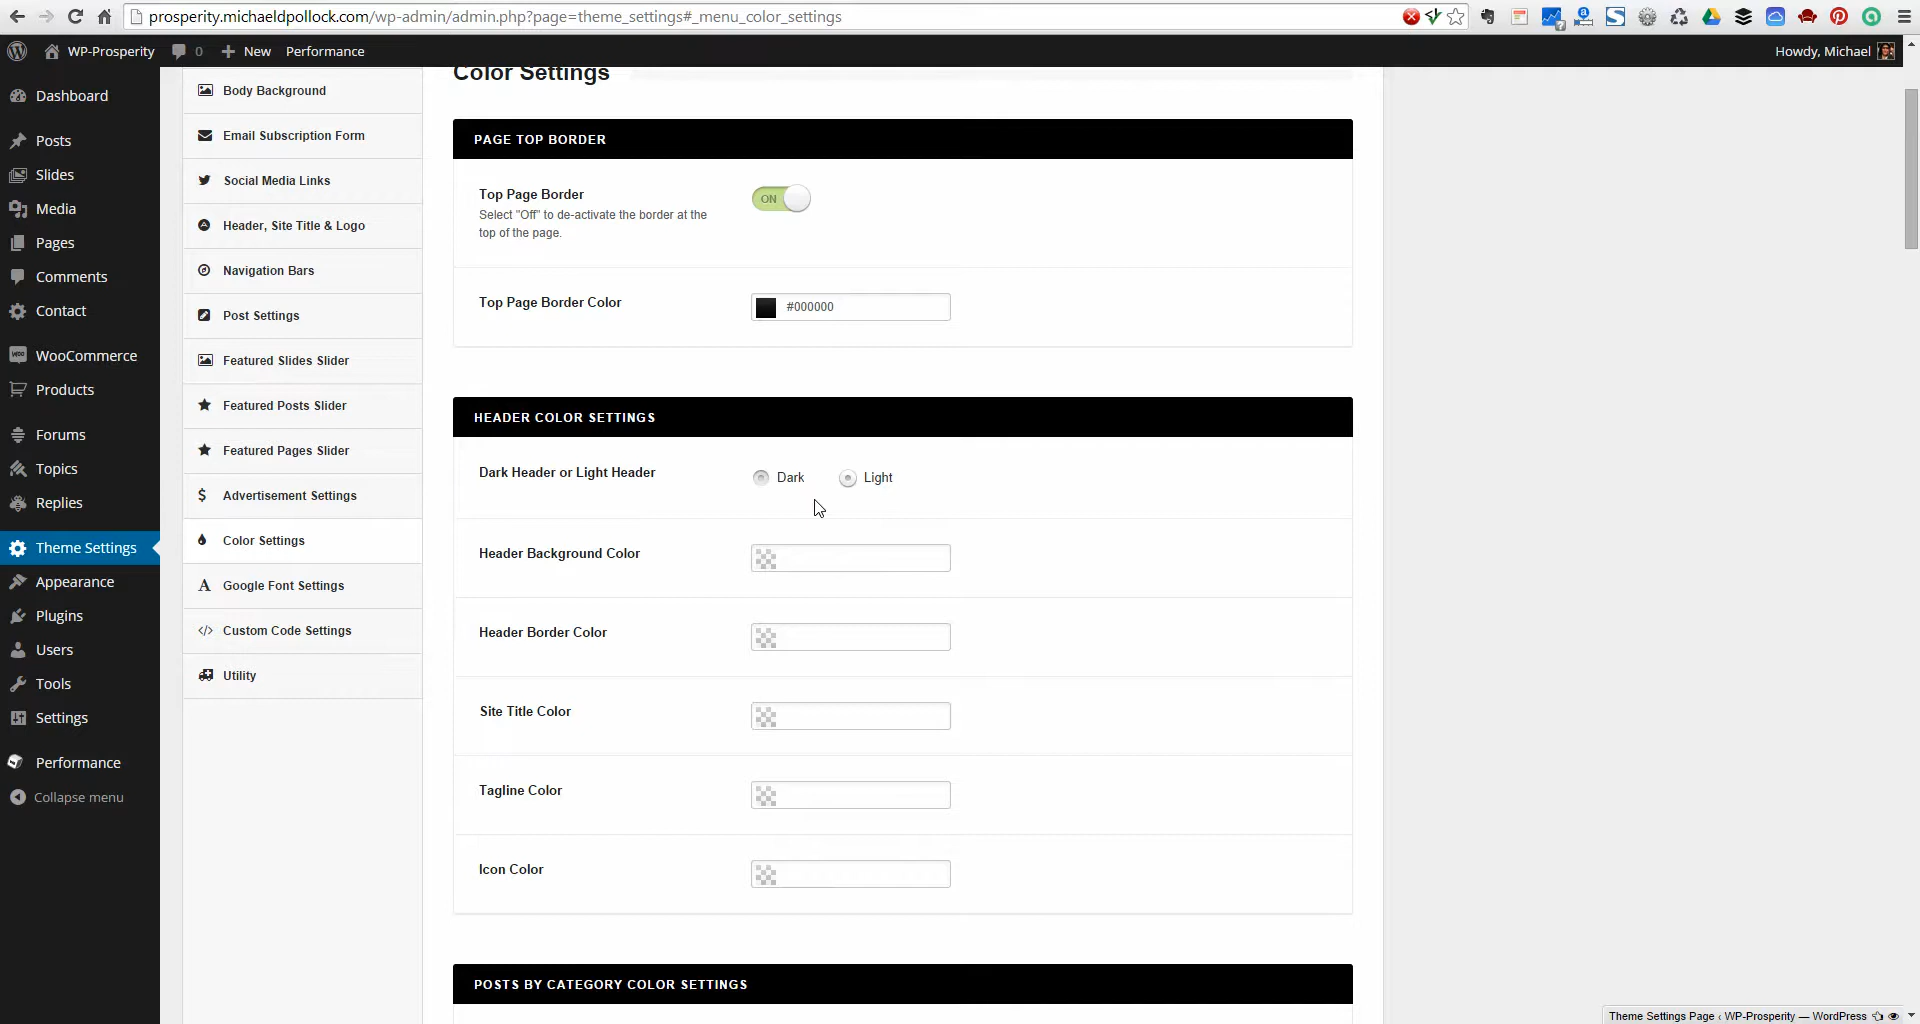 prosperity.michaeldpollock.com/wp-admin/admin.php?page=theme_settings#_menu_color_settings
WP-Prosperity
0
New
Performance
Howdy, Michael
Dashboard
Posts
Slides
Media
Pages
Comments
Contact
WooCommerce
Products
Forums
Topics
Replies
Theme Settings
Appearance
Plugins
Users
Tools
Settings
Performance
Collapse menu
Body Background
Email Subscription Form
Social Media Links
Header, Site Title & Logo
Navigation Bars
Post Settings
Featured Slides Slider
Featured Posts Slider
Featured Pages Slider
Advertisement Settings
Color Settings
Google Font Settings
Custom Code Settings
Utility
Color Settings
PAGE TOP BORDER
Top Page Border
ON
Select "Off" to de-activate the border at the
top of the page.
Top Page Border Color
#000000
HEADER COLOR SETTINGS
Dark Header or Light Header
Dark
Light
Header Background Color
Header Border Color
Site Title Color
Tagline Color
Icon Color
POSTS BY CATEGORY COLOR SETTINGS
Theme Settings Page ‹ WP-Prosperity — WordPress